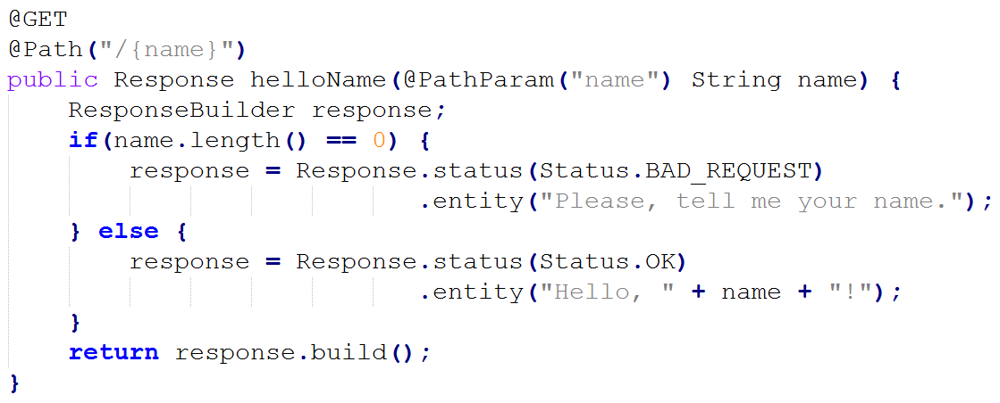 @GET
@Path("/{name}")
public Response helloName(@PathParam("name") String name) {
    ResponseBuilder response;
    if(name.length() == 0) {
        response = Response.status(Status.BAD_REQUEST)
                           .entity("Please, tell me your name.");
    } else {
        response = Response.status(Status.OK)
                           .entity("Hello, " + name + "!");
    }
    return response.build();
}